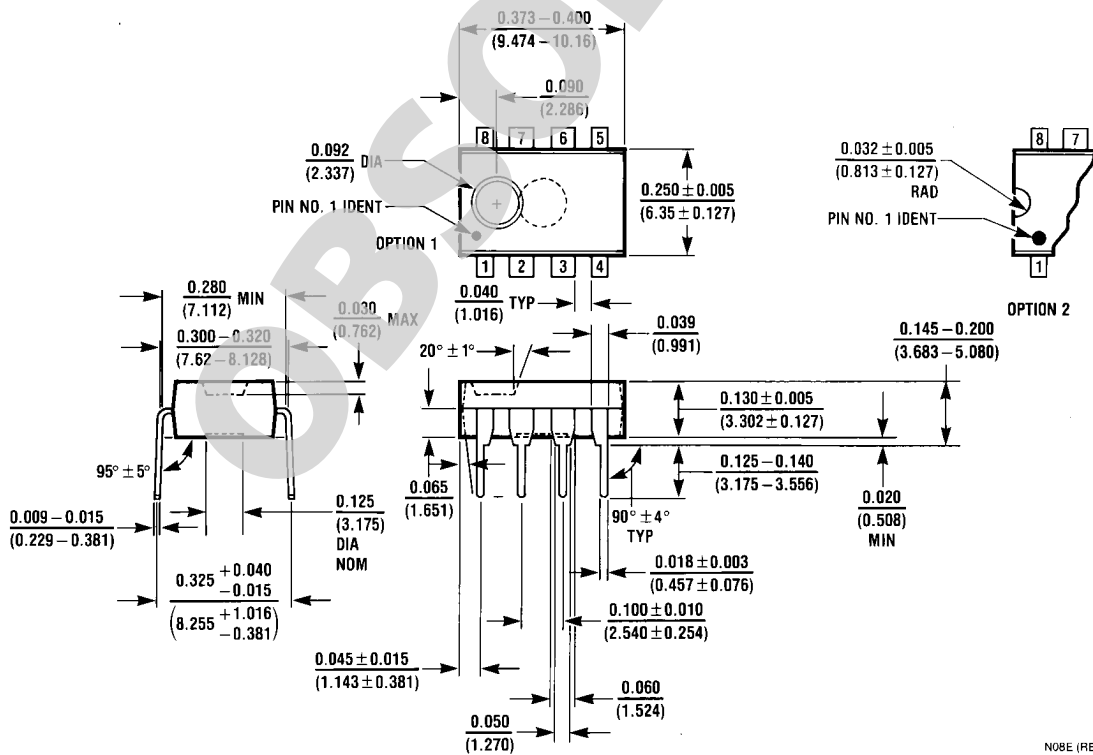 0.373 – 0.400
(9.474 – 10.16)
0.090
(2.286)
8 7 6 5
0.092
(2.337)
DIA
PIN NO. 1 IDENT
OPTION 1
1 2 3 4
0.250 ± 0.005
(6.35 ± 0.127)
0.032 ± 0.005
(0.813 ± 0.127)
RAD
PIN NO. 1 IDENT
8 7
1
OPTION 2
0.280
(7.112)
MIN
0.300 – 0.320
(7.62 – 8.128)
0.030
(0.762)
MAX
0.040
(1.016)
TYP
0.039
(0.991)
0.145 – 0.200
(3.683 – 5.080)
20° ± 1°
0.130 ± 0.005
(3.302 ± 0.127)
95° ± 5°
0.065
(1.651)
0.125 – 0.140
(3.175 – 3.556)
0.020
(0.508)
MIN
90° ± 4°
TYP
0.009 – 0.015
(0.229 – 0.381)
0.125
(3.175)
DIA
NOM
0.018 ± 0.003
(0.457 ± 0.076)
0.325 +0.040 −0.015
(8.255 +1.016 −0.381)
0.100 ± 0.010
(2.540 ± 0.254)
0.045 ± 0.015
(1.143 ± 0.381)
0.060
(1.524)
0.050
(1.270)
N08E
OBSO